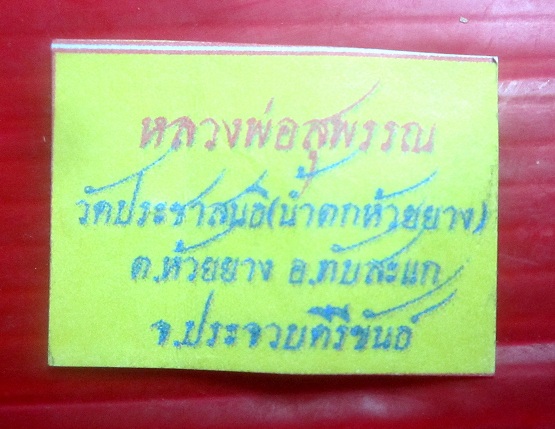 หลวงพ่อสุพรรณ
วัดประชาสนธิ(น้ำตกห้วยยาง)
ต.ห้วยยาง อ.ทับสะแก
จ.ประจวบคีรีขันธ์